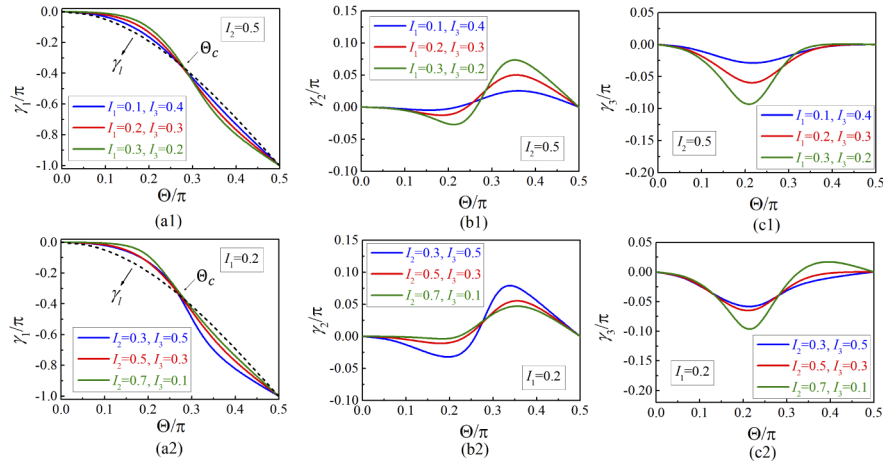 0.0
-0.2
-0.4
-0.6
-0.8
-1.0
γ₁/π
I₂=0.5
Θc
γl
I₁=0.1, I₃=0.4
I₁=0.2, I₃=0.3
I₁=0.3, I₃=0.2
0.0 0.1 0.2 0.3 0.4 0.5
Θ/π
(a1)
0.15
0.10
0.05
0.00
-0.05
0.10
γ₂/π
I₁=0.1, I₃=0.4
I₁=0.2, I₃=0.3
I₁=0.3, I₃=0.2
I₂=0.5
0.0 0.1 0.2 0.3 0.4 0.5
Θ/π
(b1)
0.05
0.00
-0.05
-0.10
-0.15
-0.20
γ₃/π
I₂=0.5
I₁=0.1, I₃=0.4
I₁=0.2, I₃=0.3
I₁=0.3, I₃=0.2
0.0 0.1 0.2 0.3 0.4 0.5
Θ/π
(c1)
0.0
-0.2
-0.4
-0.6
-0.8
-1.0
γ₁/π
I₁=0.2
Θc
γl
I₂=0.3, I₃=0.5
I₂=0.5, I₃=0.3
I₂=0.7, I₃=0.1
0.0 0.1 0.2 0.3 0.4 0.5
Θ/π
(a2)
0.15
0.10
0.05
0.00
-0.05
0.10
γ₂/π
I₂=0.3, I₃=0.5
I₂=0.5, I₃=0.3
I₂=0.7, I₃=0.1
I₁=0.2
0.0 0.1 0.2 0.3 0.4 0.5
Θ/π
(b2)
0.05
0.00
-0.05
-0.10
-0.15
-0.20
γ₃/π
I₁=0.2
I₂=0.3, I₃=0.5
I₂=0.5, I₃=0.3
I₂=0.7, I₃=0.1
0.0 0.1 0.2 0.3 0.4 0.5
Θ/π
(c2)